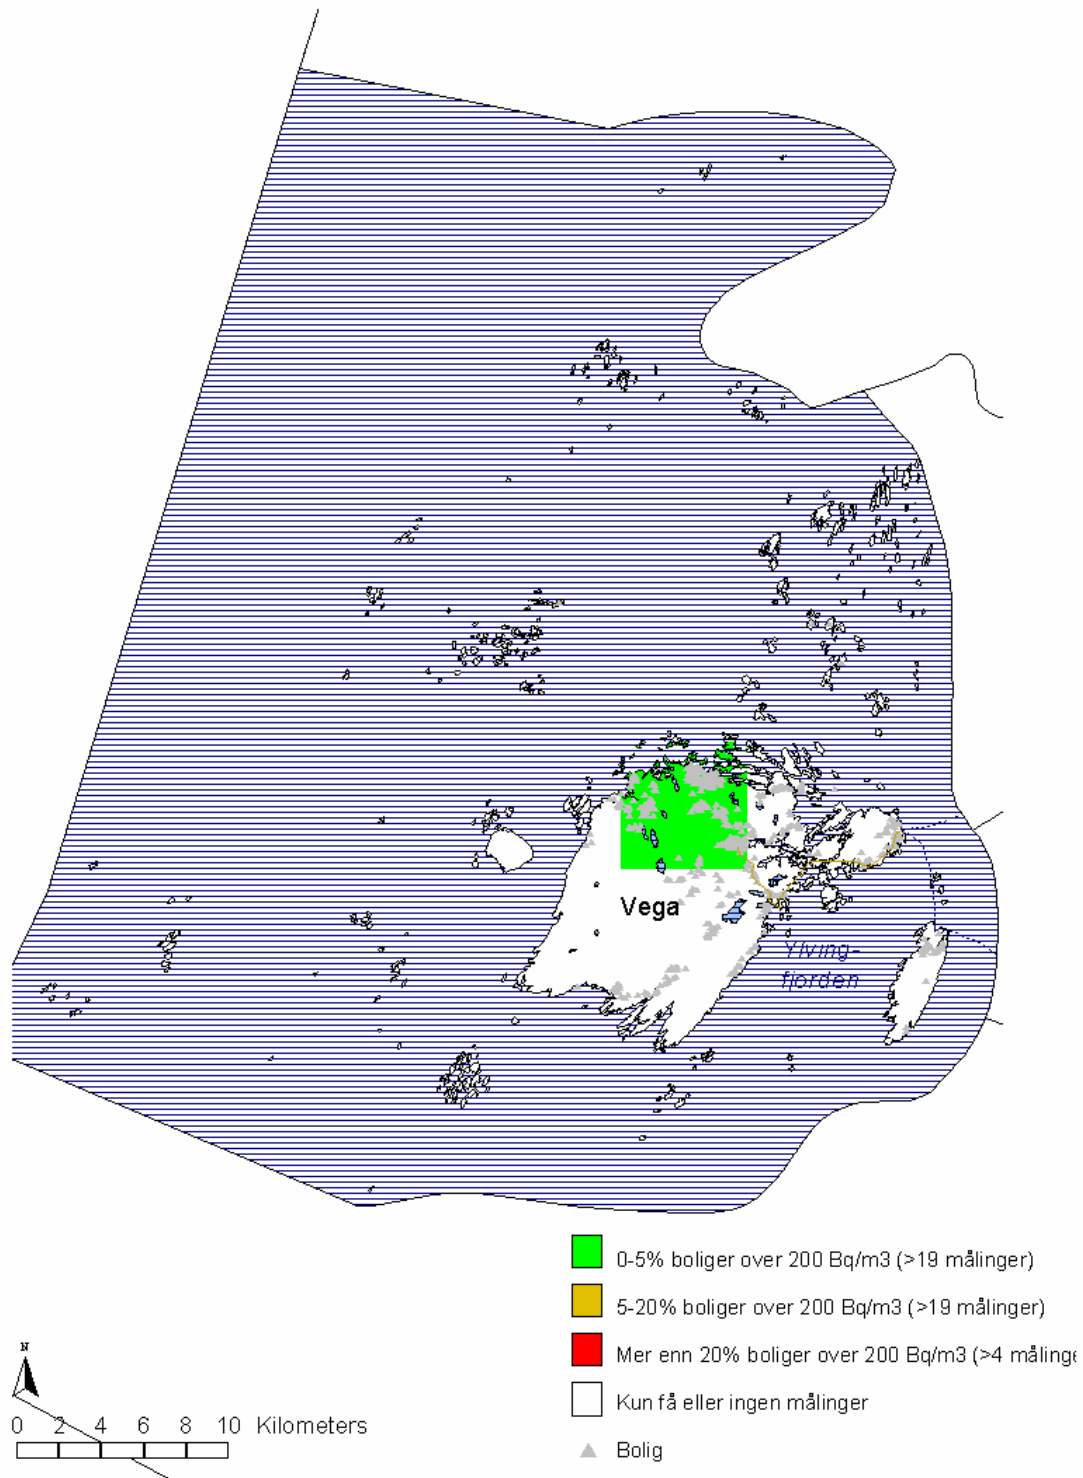 Vega
Ylving-
fjorden
0-5% boliger over 200 Bq/m3 (>19 målinger)
5-20% boliger over 200 Bq/m3 (>19 målinger)
Mer enn 20% boliger over 200 Bq/m3 (>4 målinge
Kun få eller ingen målinger
Bolig
N
0 2 4 6 8 10 Kilometers